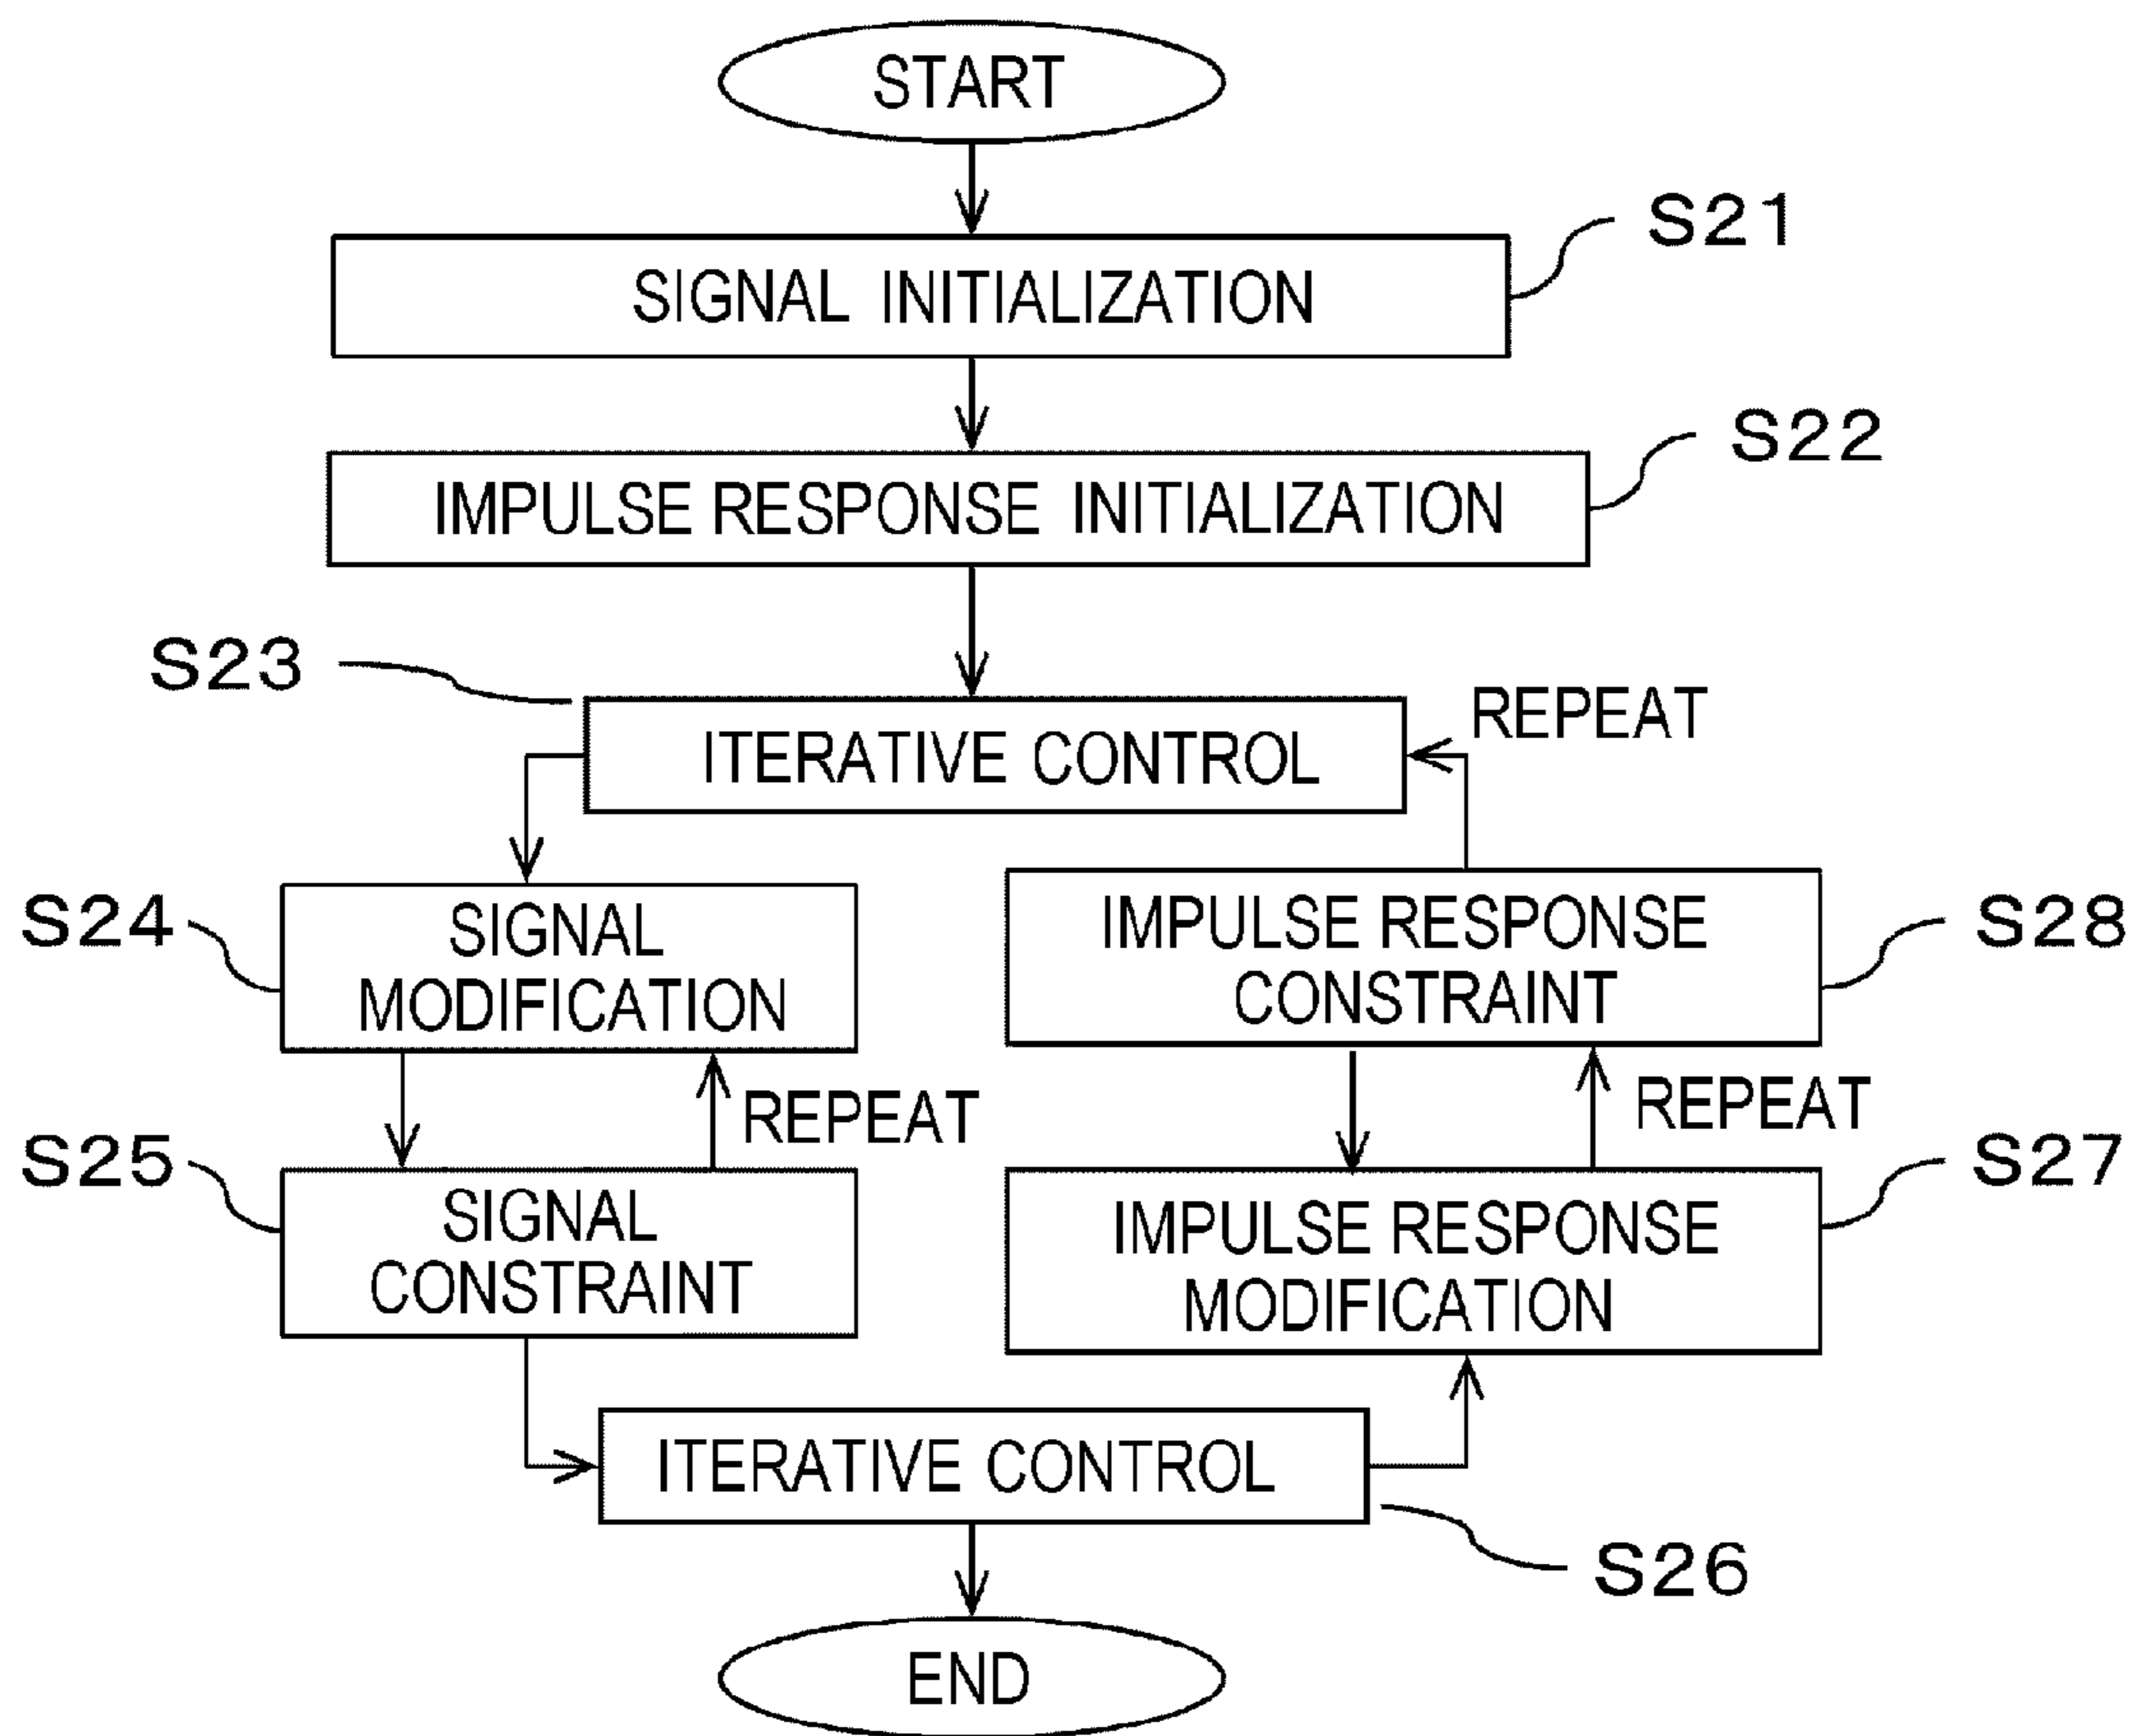 START
S21
SIGNAL INITIALIZATION
S22
IMPULSE RESPONSE INITIALIZATION
S23
REPEAT
ITERATIVE CONTROL
S24
SIGNAL
MODIFICATION
IMPULSE RESPONSE
CONSTRAINT
S28
REPEAT
REPEAT
S25
SIGNAL
CONSTRAINT
IMPULSE RESPONSE
MODIFICATION
S27
ITERATIVE CONTROL
S26
END